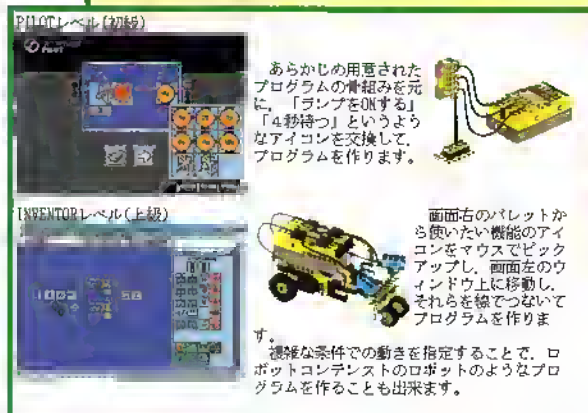 PILOTレベル(初級)
あらかじめ用意された
プログラムの骨組みを元
に，「ランプをONする」
「4秒待つ」というよう
なアイコンを交換して，
プログラムを作ります。
INVENTORレベル(上級)
画面右のパレットか
ら使いたい機能のアイ
コンをマウスでピック
アップし，画面左のウ
ィンドウ上に移動し，
それらを線でつないで
プログラムを作りま
す。
複雑な条件での動きを指定することで，ロ
ボットコンテンストのロボットのようなプロ
グラムを作ることも出来ます。